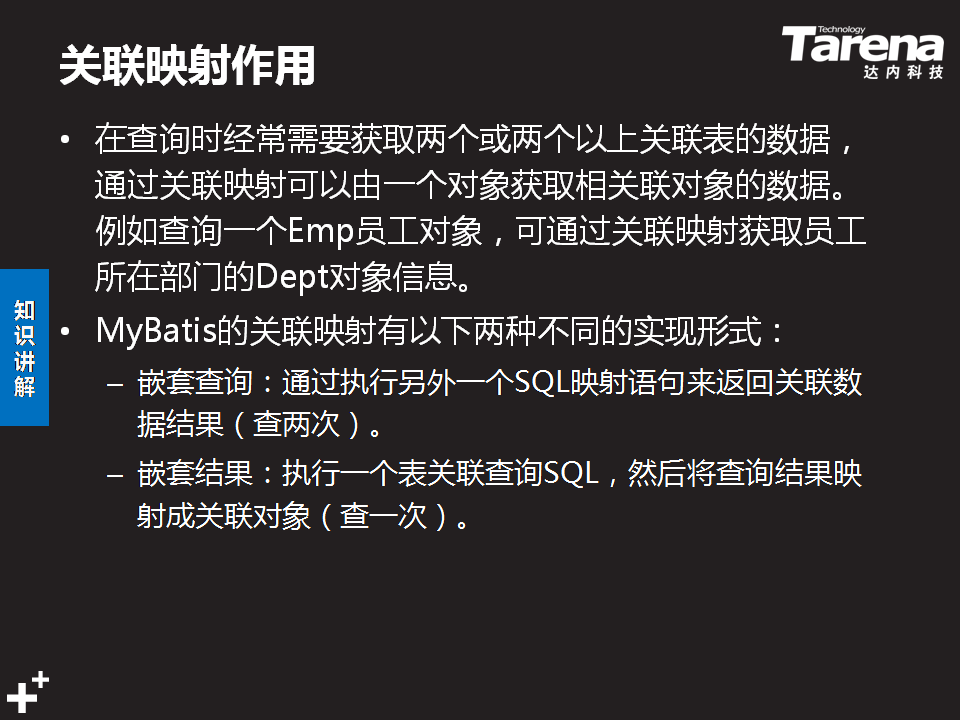 关联映射作用
Technology
Tarena
达内科技
• 在查询时经常需要获取两个或两个以上关联表的数据，
通过关联映射可以由一个对象获取相关联对象的数据。
例如查询一个Emp员工对象，可通过关联映射获取员工
所在部门的Dept对象信息。
知识讲解
• MyBatis的关联映射有以下两种不同的实现形式：
– 嵌套查询：通过执行另外一个SQL映射语句来返回关联数
据结果（查两次）。
– 嵌套结果：执行一个表关联查询SQL，然后将查询结果映
射成关联对象（查一次）。